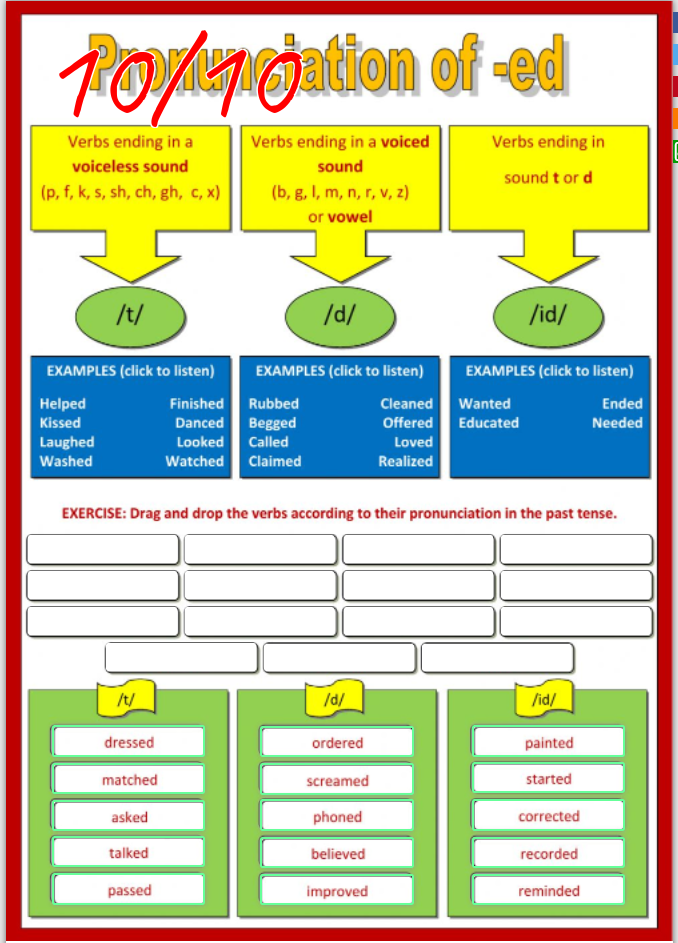 Pronunciation of -ed
10/10
Verbs ending in a
voiceless sound
(p, f, k, s, sh, ch, gh, c, x)
Verbs ending in a voiced
sound
(b, g, l, m, n, r, v, z)
or vowel
Verbs ending in
sound t or d
/t/
/d/
/id/
EXAMPLES (click to listen)
Helped Finished
Kissed Danced
Laughed Looked
Washed Watched
EXAMPLES (click to listen)
Rubbed Cleaned
Begged Offered
Called Loved
Claimed Realized
EXAMPLES (click to listen)
Wanted Ended
Educated Needed
EXERCISE: Drag and drop the verbs according to their pronunciation in the past tense.
/t/
dressed
matched
asked
talked
passed
/d/
ordered
screamed
phoned
believed
improved
/id/
painted
started
corrected
recorded
reminded